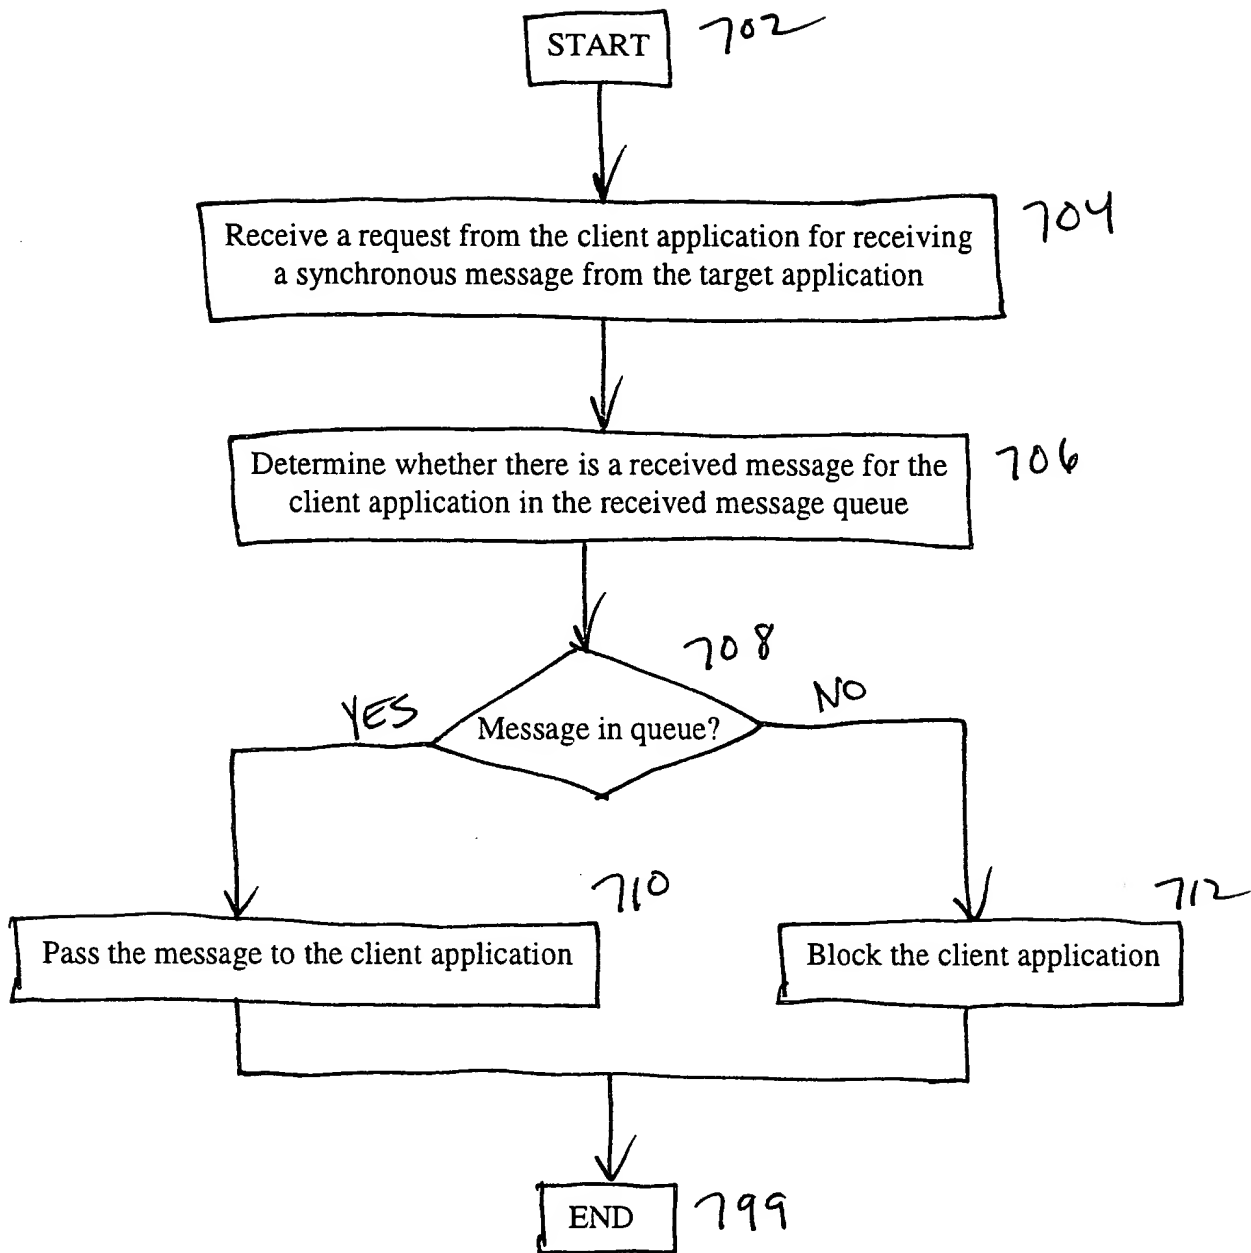 START
702
Receive a request from the client application for receiving
a synchronous message from the target application
704
Determine whether there is a received message for the
client application in the received message queue
706
708
YES
Message in queue?
NO
710
712
Pass the message to the client application
Block the client application
END
799